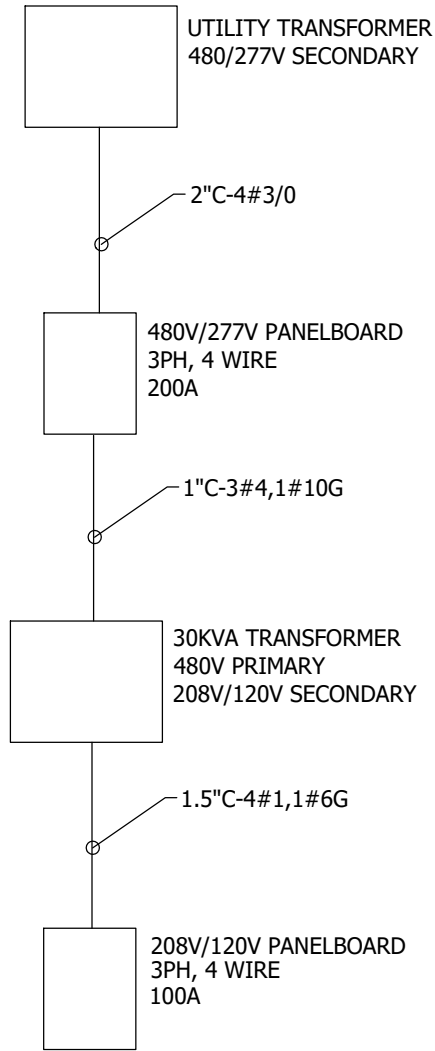 UTILITY TRANSFORMER
480/277V SECONDARY
2"C-4#3/0
480V/277V PANELBOARD
3PH, 4 WIRE
200A
1"C-3#4,1#10G
30KVA TRANSFORMER
480V PRIMARY
208V/120V SECONDARY
1.5"C-4#1,1#6G
208V/120V PANELBOARD
3PH, 4 WIRE
100A